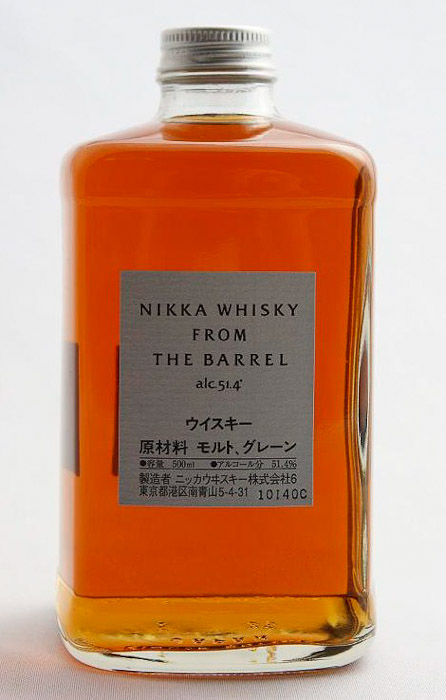 NIKKA WHISKY
FROM
THE BARREL
alc.51.4°
ウイスキー
原材料 モルト、グレーン
●容量 500ml ●アルコール分 51.4%
製造者 ニッカウヰスキー株式会社6
東京都港区南青山5-4-31 10I40C